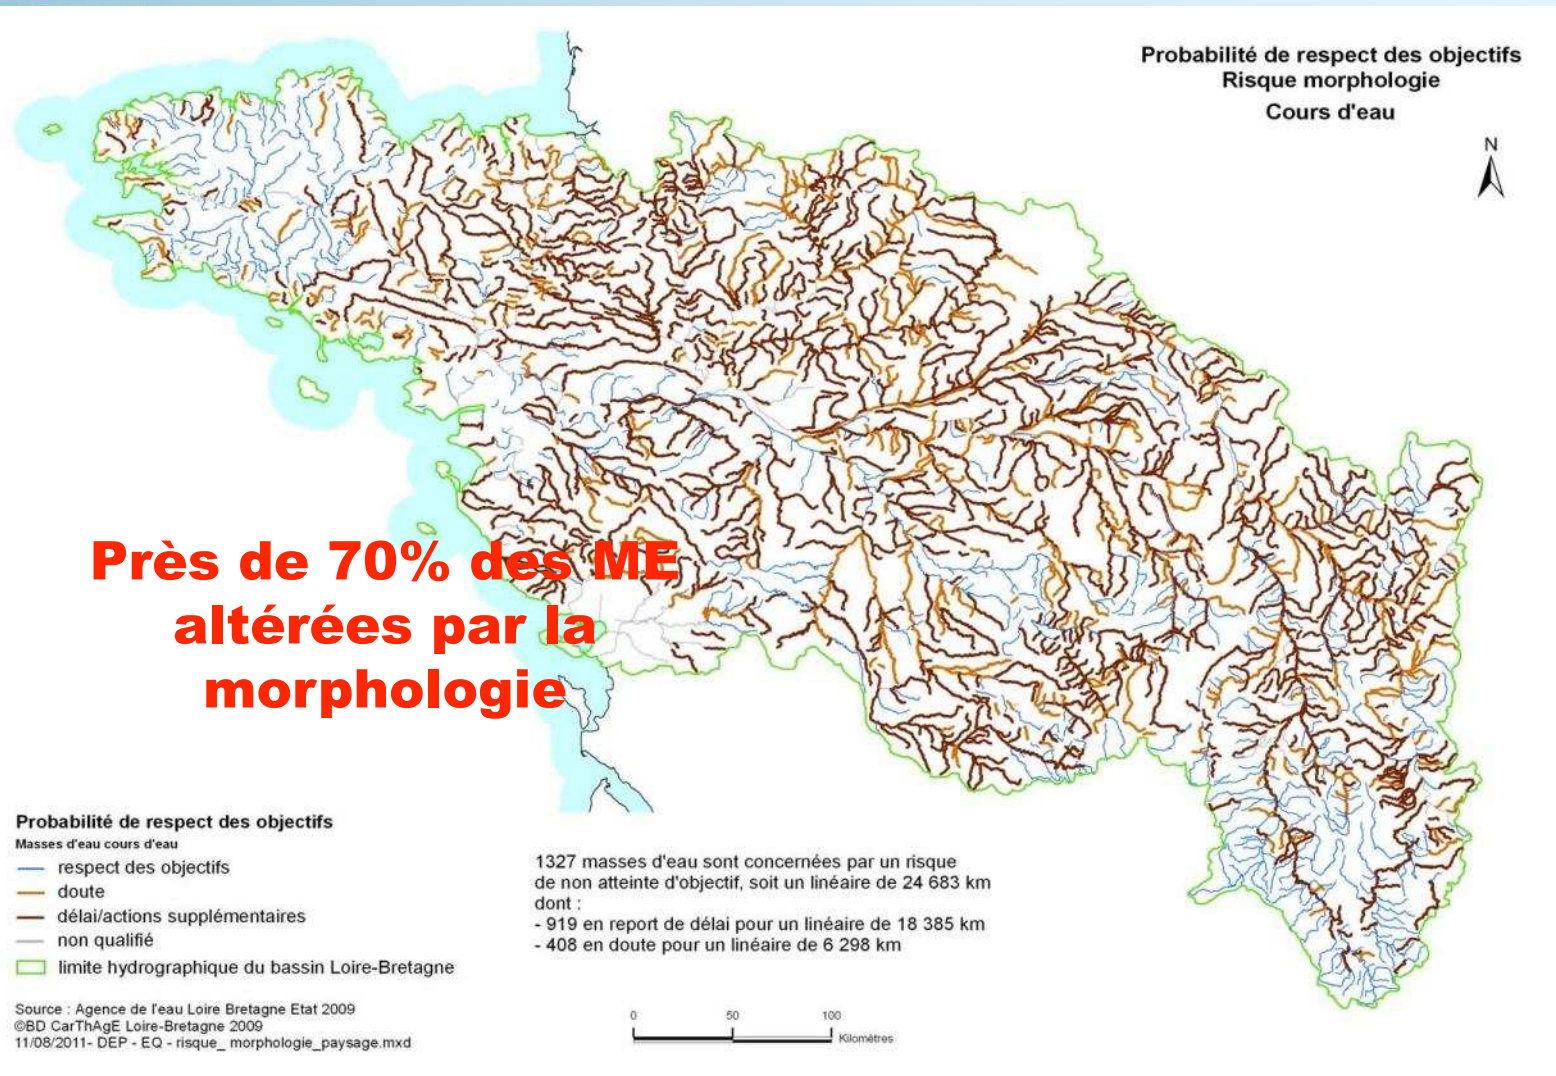 Probabilité de respect des objectifs
Risque morphologie
Cours d'eau
N
Près de 70% des ME
altérées par la
morphologie
Probabilité de respect des objectifs
Masses d'eau cours d'eau
respect des objectifs
doute
délai/actions supplémentaires
non qualifié
limite hydrographique du bassin Loire-Bretagne
Source : Agence de l'eau Loire Bretagne Etat 2009
©BD CarThAgE Loire-Bretagne 2009
11/08/2011- DEP - EQ - risque_ morphologie_paysage.mxd
1327 masses d'eau sont concernées par un risque
de non atteinte d'objectif, soit un linéaire de 24 683 km
dont :
- 919 en report de délai pour un linéaire de 18 385 km
- 408 en doute pour un linéaire de 6 298 km
0 50 100
Kilomètres